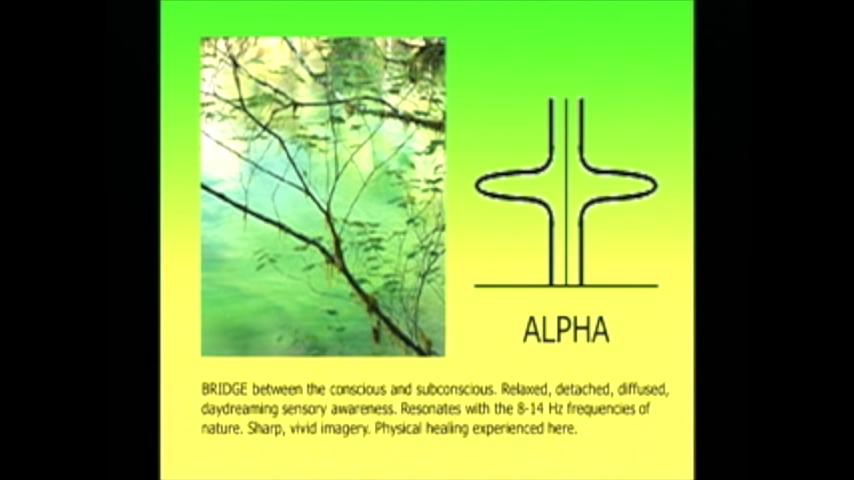 ALPHA
BRIDGE between the conscious and subconscious. Relaxed, detached, diffused,
daydreaming sensory awareness. Resonates with the 8-14 Hz frequencies of
nature. Sharp, vivid imagery. Physical healing experienced here.